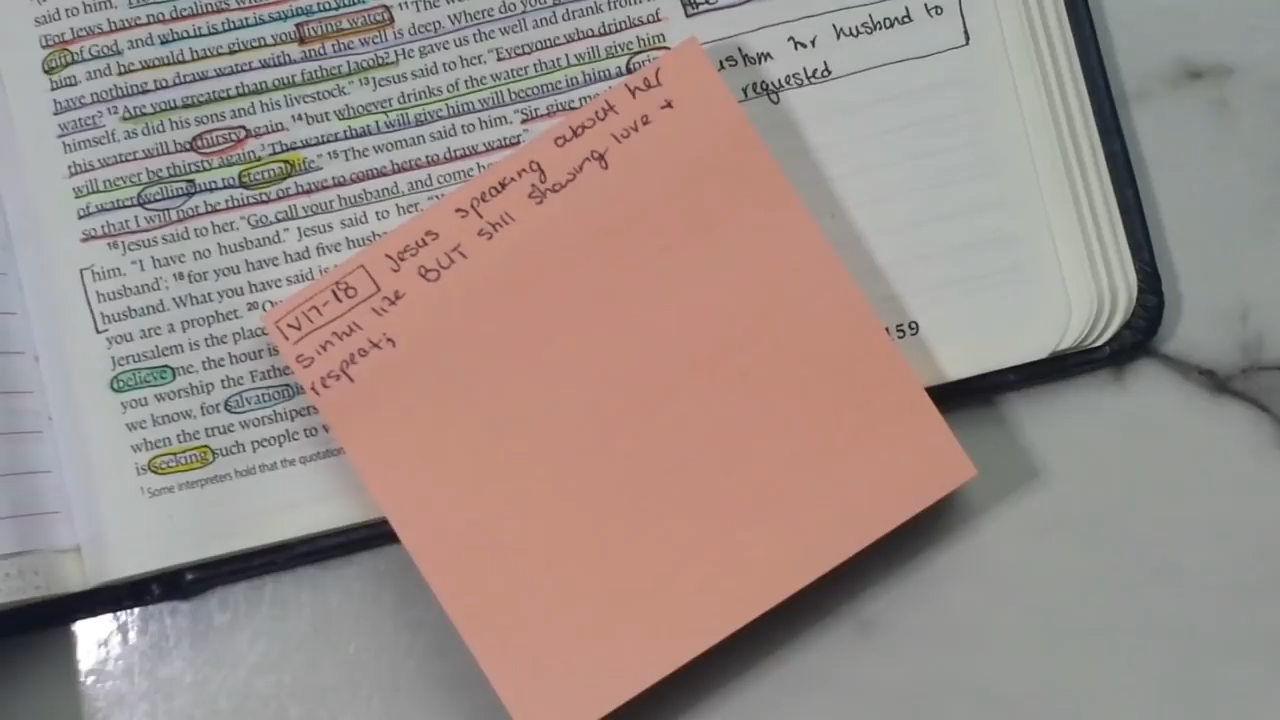 said to him,
(For Jews have no dealings
gift of God, and who it is that is saying to you,
him, and he would have given you living water." 11 The
have nothing to draw water with, and the well is deep. Where do you
water? 12 Are you greater than our father Jacob? He gave us the well and drank from
himself, as did his sons and his livestock." 13 Jesus said to her, "Everyone who drinks of
this water will be thirsty again, 14 but whoever drinks of the water that I will give him
will never be thirsty again. The water that I will give him will become in him a
of water welling up to eternal life." 15 The woman said to him, "Sir, give me
so that I will not be thirsty or have to come here to draw water."
16 Jesus said to her, "Go, call your husband, and come
him, "I have no husband." Jesus said to her,
husband'; 18 for you have had five
husband. What you have said is
you are a prophet. 20
Jerusalem is the place
believe me, the hour is
you worship the
we know, for salvation
when the true worshipers
is seeking such people to
1 Some interpreters hold that the quotation
for husband to
requested
159
V17-18 Jesus speaking about her
sinful life BUT still showing love +
respect;